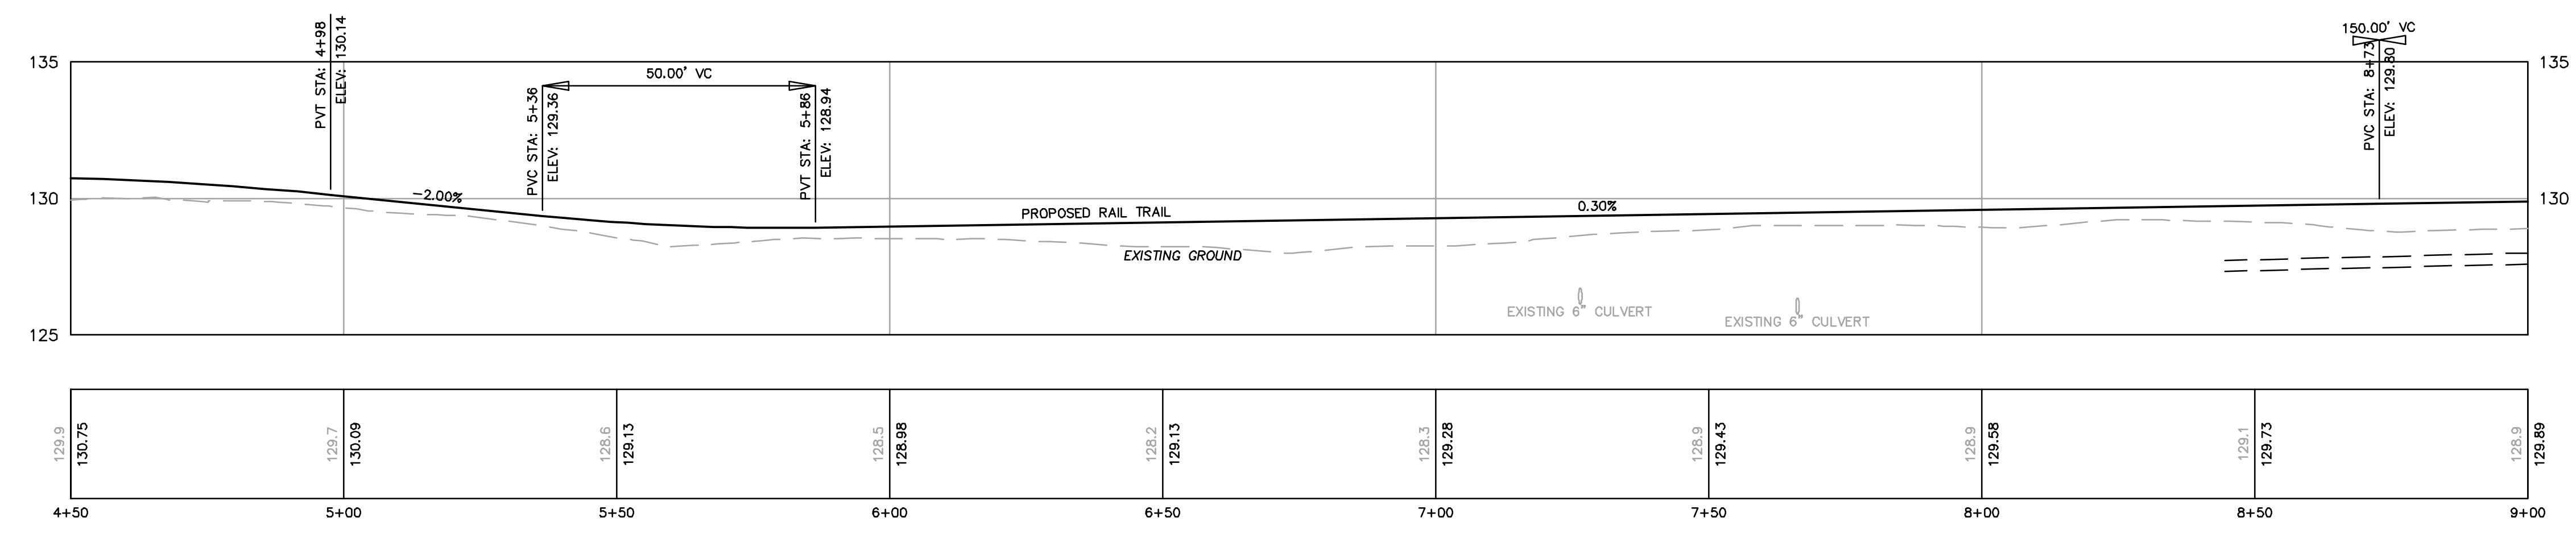 PVT STA: 4+98
ELEV: 130.14
150.00' VC
135
135
50.00' VC
PVC STA: 5+36
ELEV: 129.36
PVT STA: 5+86
ELEV: 128.94
PVC STA: 8+73
ELEV: 129.80
130
-2.00%
PROPOSED RAIL TRAIL
0.30%
130
EXISTING GROUND
EXISTING 6" CULVERT
EXISTING 6" CULVERT
125
129.9
130.75
129.7
130.09
128.6
129.13
128.5
128.98
128.2
129.13
128.3
129.28
128.9
129.43
128.9
129.58
129.1
129.73
128.9
129.89
4+50
5+00
5+50
6+00
6+50
7+00
7+50
8+00
8+50
9+00